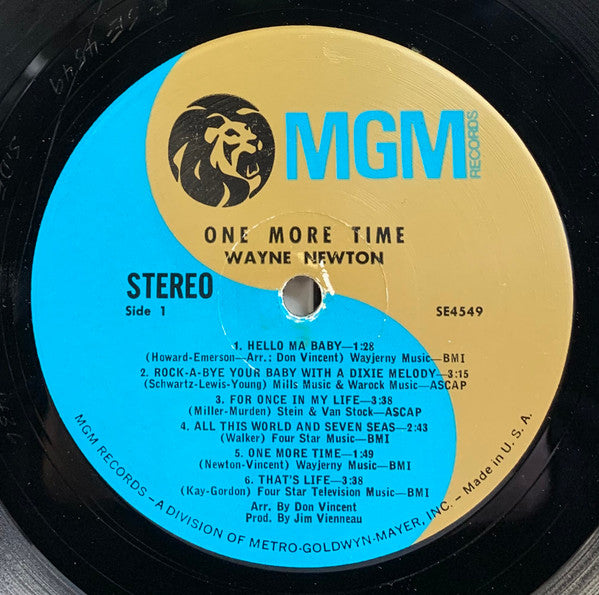 MGM
RECORDS
ONE MORE TIME
WAYNE NEWTON
STEREO
Side 1
SE4549
1. HELLO MA BABY—1:28
(Howard-Emerson—Arr.: Don Vincent) Wayjerny Music—BMI
2. ROCK-A-BYE YOUR BABY WITH A DIXIE MELODY—3:15
(Schwartz-Lewis-Young) Mills Music & Warock Music—ASCAP
3. FOR ONCE IN MY LIFE—3:38
(Miller-Murden) Stein & Van Stock—ASCAP
4. ALL THIS WORLD AND SEVEN SEAS—2:43
(Walker) Four Star Music—BMI
5. ONE MORE TIME—1:49
(Newton-Vincent) Wayjerny Music—BMI
6. THAT'S LIFE—3:38
(Kay-Gordon) Four Star Television Music—BMI
Arr. By Don Vincent
Prod. By Jim Vienneau
MGM RECORDS – A DIVISION OF METRO-GOLDWYN-MAYER, INC. – Made in U. S. A.